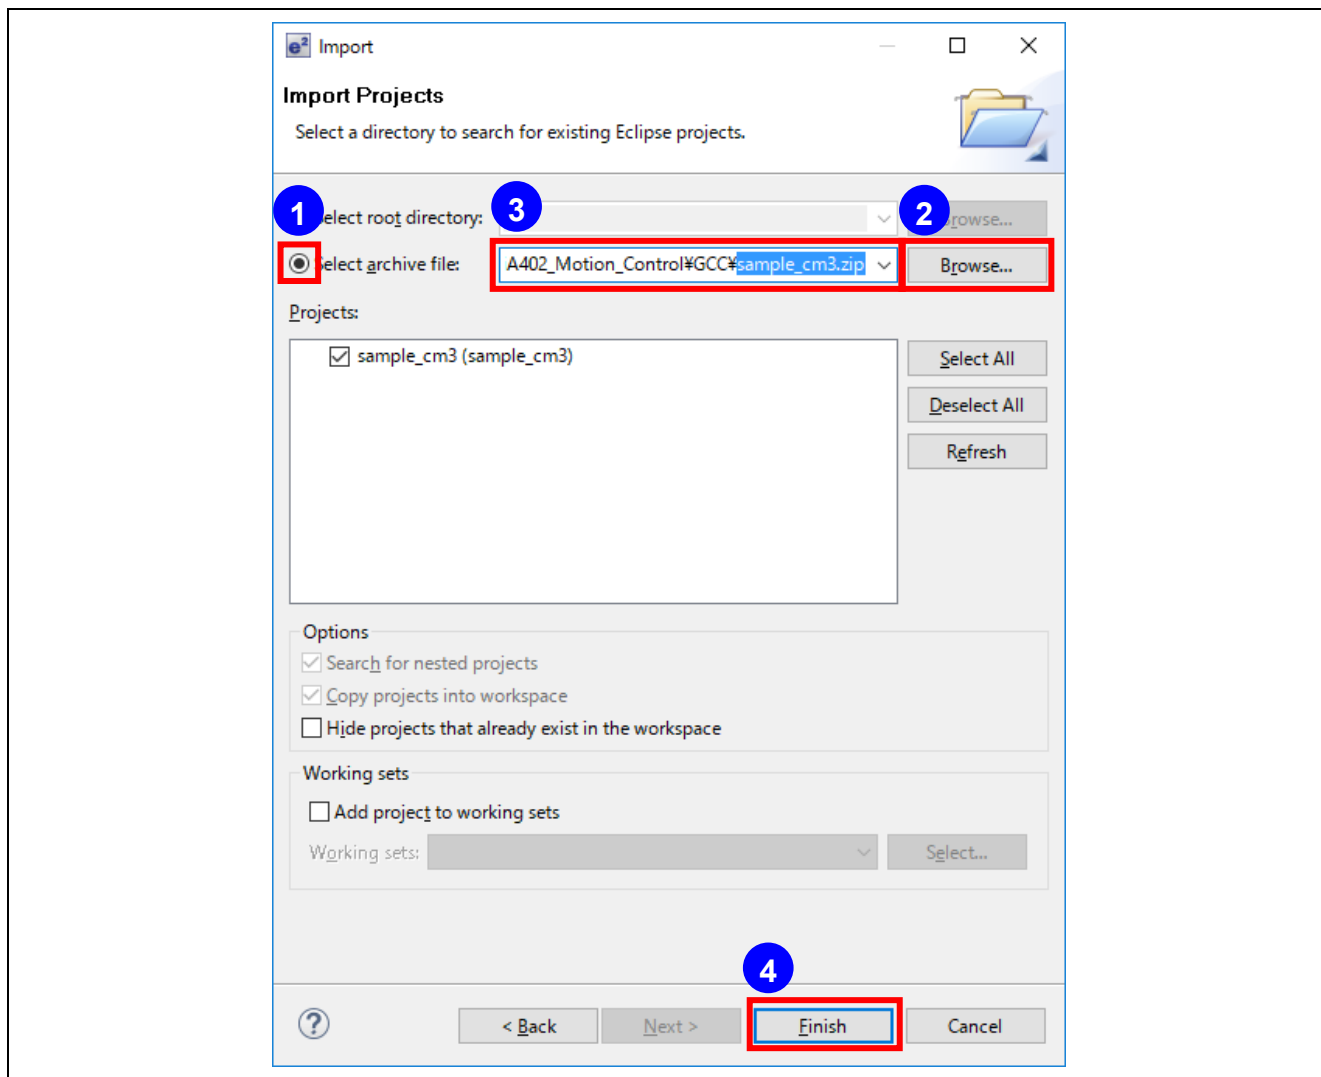 e² Import
Import Projects
Select a directory to search for existing Eclipse projects.
1 elect root directory: 3 2 rowse...
Select archive file: A402_Motion_Control¥GCC¥sample_cm3.zip Browse...
Projects:
sample_cm3 (sample_cm3)
Select All
Deselect All
Refresh
Options
Search for nested projects
Copy projects into workspace
Hide projects that already exist in the workspace
Working sets
Add project to working sets
Working sets: Select...
4
? < Back Next > Finish Cancel